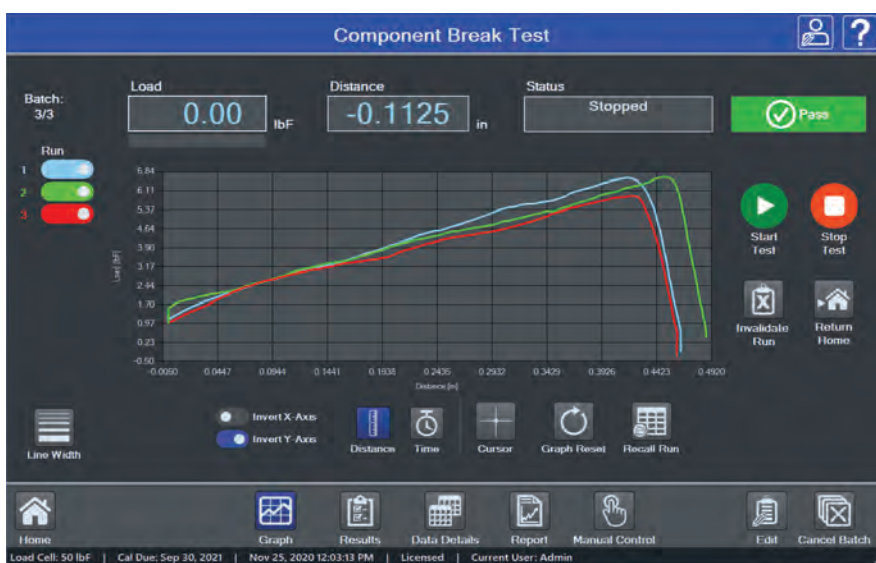 Component Break Test
?
Batch:
3/3
Load
0.00
lbF
Distance
-0.1125
in
Status
Stopped
Pass
Run
1
2
3
6.84
6.11
5.37
4.64
3.90
3.17
2.44
1.70
0.97
0.23
-0.50
Load [lbF]
-0.0050 0.0447 0.0944 0.1441 0.1938 0.2435 0.2932 0.3429 0.3926 0.4423 0.4920
Distance [in]
Start
Test
Stop
Test
Invalidate
Run
Return
Home
Line Width
Invert X-Axis
Invert Y-Axis
Distance
Time
Cursor
Graph Reset
Recall Run
Home
Graph
Results
Data Details
Report
Manual Control
Edit
Cancel Batch
Load Cell: 50 lbF | Cal Due: Sep 30, 2021 | Nov 25, 2020 12:03:13 PM | Licensed | Current User: Admin